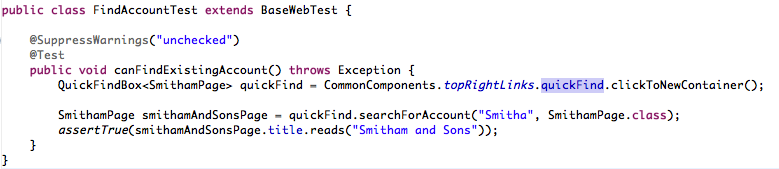 public class FindAccountTest extends BaseWebTest {
@SuppressWarnings("unchecked")
@Test
public void canFindExistingAccount() throws Exception {
QuickFindBox<SmithamPage> quickFind = CommonComponents.topRightLinks.quickFind.clickToNewContainer();
SmithamPage smithamAndSonsPage = quickFind.searchForAccount("Smitha", SmithamPage.class);
assertTrue(smithamAndSonsPage.title.reads("Smitham and Sons"));
}
}